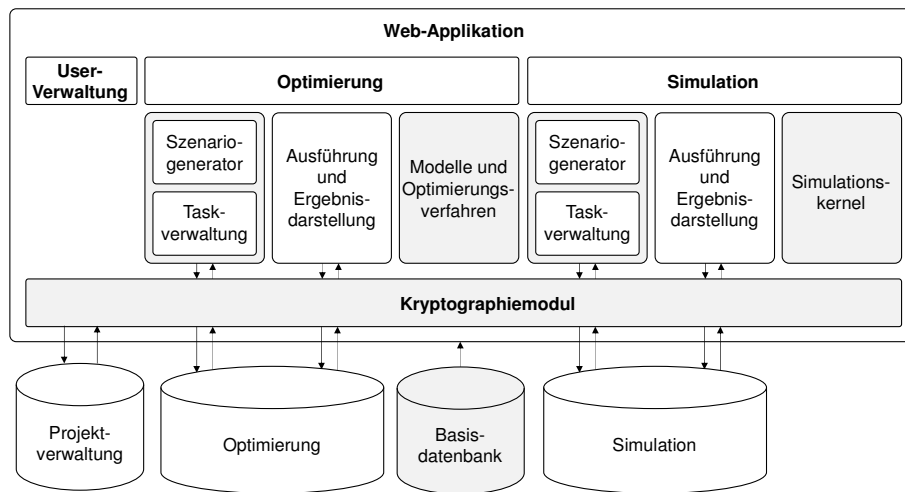 Web-Applikation
User-
Verwaltung
Optimierung
Simulation
Szenario-
generator
Task-
verwaltung
Ausführung
und
Ergebnis-
darstellung
Modelle und
Optimierungs-
verfahren
Szenario-
generator
Task-
verwaltung
Ausführung
und
Ergebnis-
darstellung
Simulations-
kernel
Kryptographiemodul
Projekt-
verwaltung
Optimierung
Basis-
datenbank
Simulation